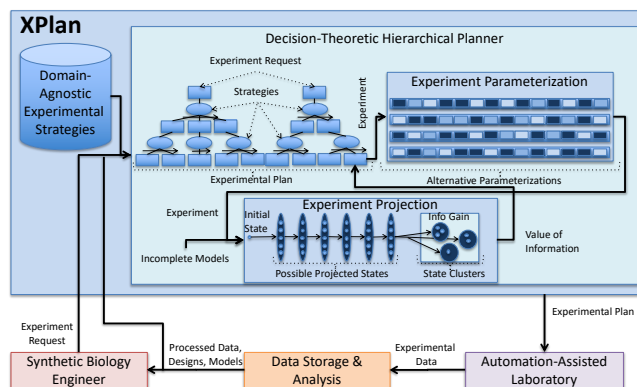 XPlan
Decision-Theoretic Hierarchical Planner
Domain-
Agnostic
Experimental
Strategies
Experiment Request
Strategies
Experiment
Experiment Parameterization
Experimental Plan
Alternative Parameterizations
Experiment
Initial
State
Experiment Projection
Info Gain
Value of
Information
Incomplete Models
Possible Projected States
State Clusters
Experimental Plan
Experiment
Request
Processed Data,
Designs, Models
Experimental
Data
Synthetic Biology
Engineer
Data Storage &
Analysis
Automation-Assisted
Laboratory